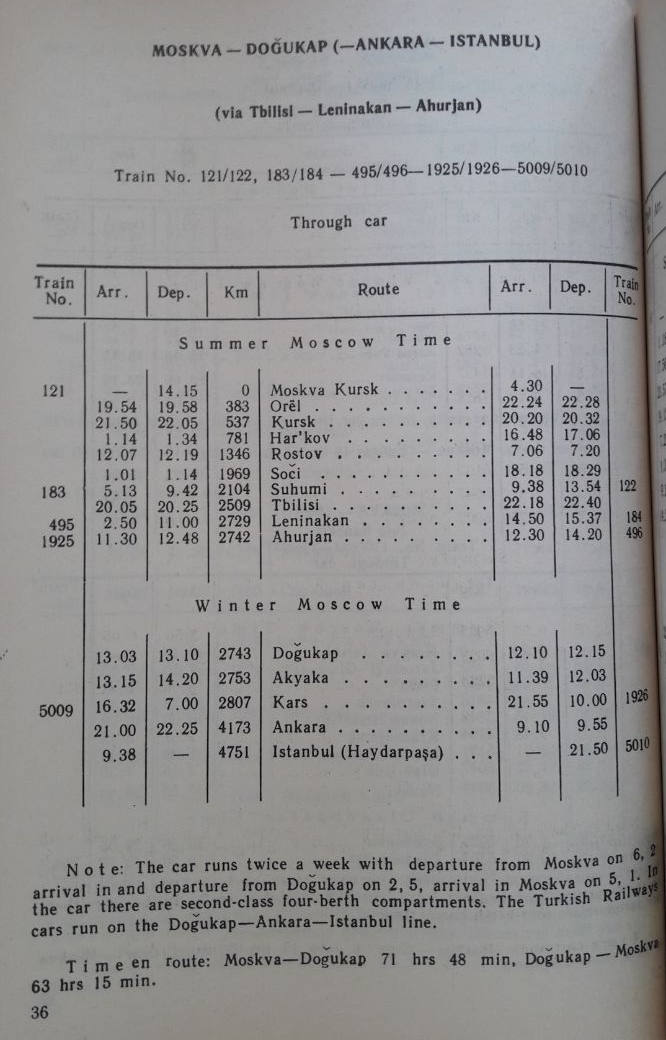 MOSKVA — DOĞUKAP (—ANKARA — ISTANBUL)
(via Tbilisi — Leninakan — Ahurjan)
Train No. 121/122, 183/184 — 495/496—1925/1926—5009/5010
Through car
Train No. Arr. Dep. Km Route Arr. Dep. Train No.
Summer Moscow Time
121 — 14.15 0 Moskva Kursk . . . . . . . 4.30 —
19.54 19.58 383 Orël . . . . . . . . . . . 22.24 22.28
21.50 22.05 537 Kursk . . . . . . . . . . 20.20 20.32
1.14 1.34 781 Har'kov . . . . . . . . . 16.48 17.06
12.07 12.19 1346 Rostov . . . . . . . . . 7.06 7.20
1.01 1.14 1969 Soči . . . . . . . . . . . 18.18 18.29
183 5.13 9.42 2104 Suhumi . . . . . . . . . 9.38 13.54 122
20.05 20.25 2509 Tbilisi . . . . . . . . . . 22.18 22.40
495 2.50 11.00 2729 Leninakan . . . . . . . . 14.50 15.37 184
1925 11.30 12.48 2742 Ahurjan . . . . . . . . . 12.30 14.20 496
Winter Moscow Time
13.03 13.10 2743 Doğukap . . . . . . . . 12.10 12.15
13.15 14.20 2753 Akyaka . . . . . . . . . 11.39 12.03
5009 16.32 7.00 2807 Kars . . . . . . . . . . 21.55 10.00 1926
21.00 22.25 4173 Ankara . . . . . . . . . 9.10 9.55
9.38 — 4751 Istanbul (Haydarpaşa) . . . — 21.50 5010
Note: The car runs twice a week with departure from Moskva on 6, 2
arrival in and departure from Doğukap on 2, 5, arrival in Moskva on 5, 1. In
the car there are second-class four-berth compartments. The Turkish Railways
cars run on the Doğukap—Ankara—Istanbul line.
Time en route: Moskva—Doğukap 71 hrs 48 min, Doğukap — Moskva
63 hrs 15 min.
36